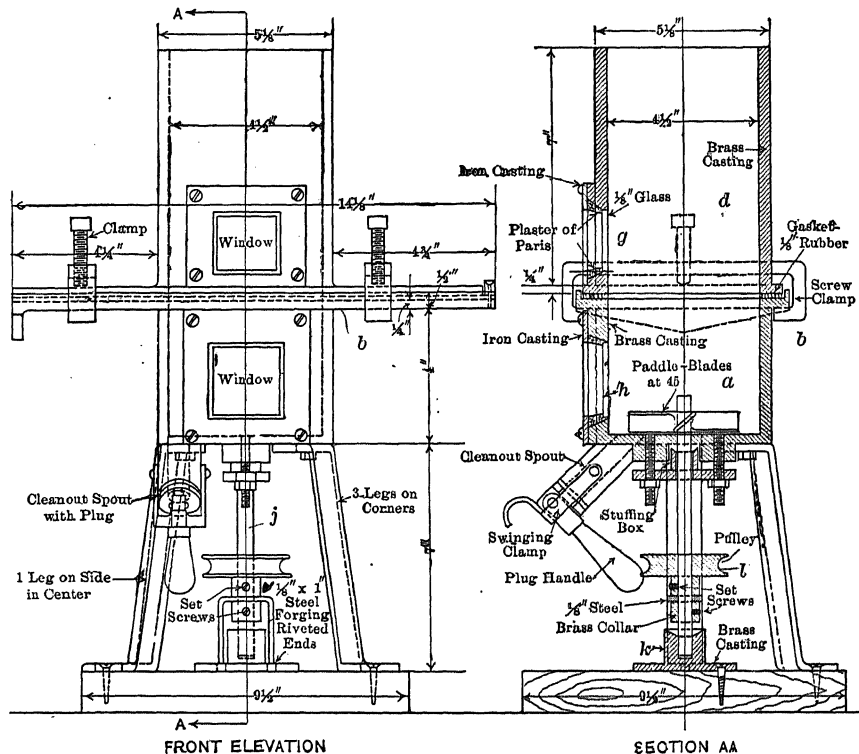 A
5⅛"
4½"
14⅜"
Clamp
4¼"
4¾"
Window
½"
¼"
b
Window
Cleanout Spout
with Plug
j
3-Legs on
Corners
1 Leg on Side
in Center
Set
Screws
⅛" x 1"
Steel
Forging
Riveted
Ends
9½"
A
FRONT ELEVATION
5⅛"
4½"
7"
Brass
Casting
Iron Casting
⅛" Glass
d
Plaster of
Paris
g
Gasket-
⅛" Rubber
¼"
Screw
Clamp
b
Iron Casting
Brass Casting
Paddle-Blades
at 45
a
h
Cleanout Spout
Stuffing
Box
Swinging
Clamp
Plug Handle
Pulley
l
Set
Screws
Steel
Brass Collar
k
Brass
Casting
9½"
SECTION AA